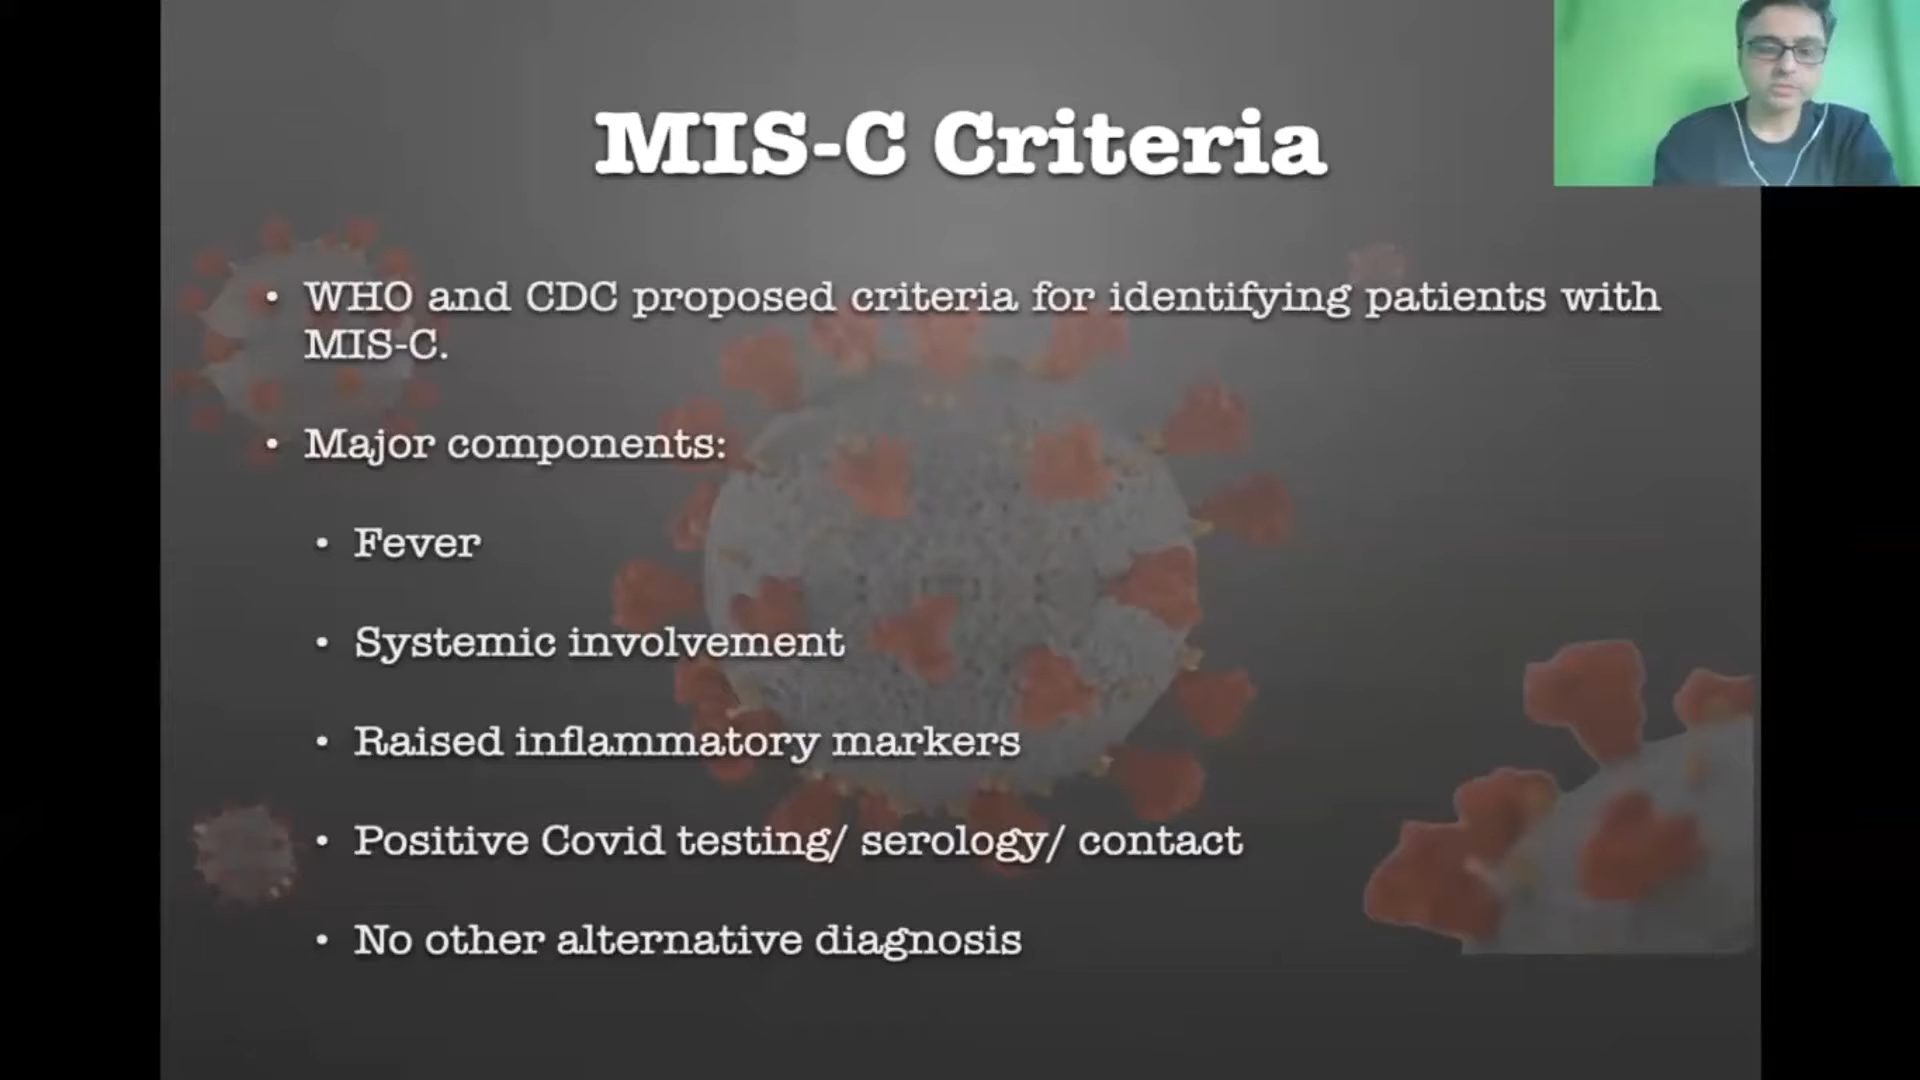 MIS-C Criteria
• WHO and CDC proposed criteria for identifying patients with
MIS-C.
• Major components:
• Fever
• Systemic involvement
• Raised inflammatory markers
• Positive Covid testing/ serology/ contact
• No other alternative diagnosis